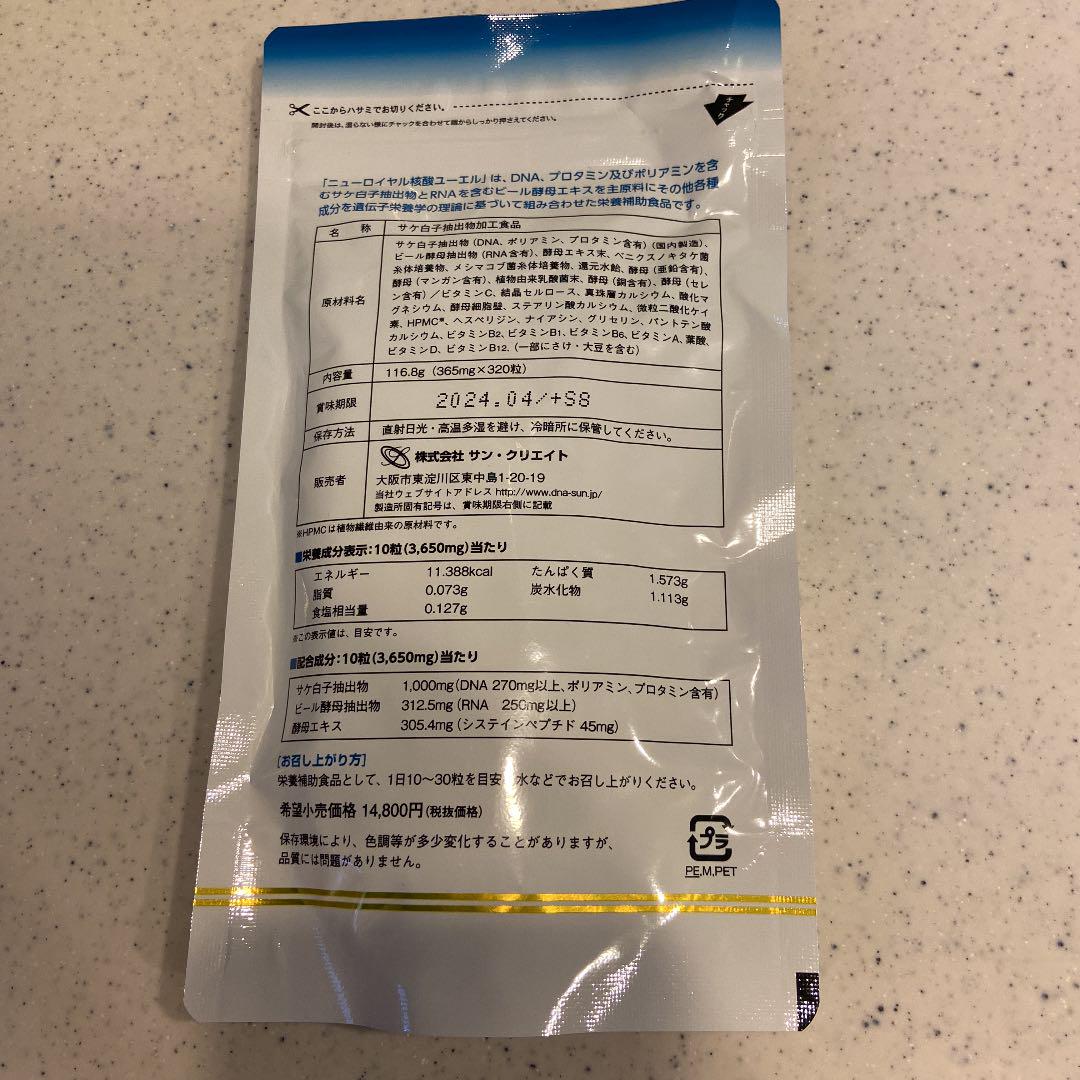 ここからハサミでお切りください。
チャック
開封後は、湿らない様にチャックを合わせて端からしっかり押さえてください。
「ニューロイヤル核酸ユーエル」は、DNA、プロタミン及びポリアミンを含
むサケ白子抽出物とRNAを含むビール酵母エキスを主原料にその他各種
成分を遺伝子栄養学の理論に基づいて組み合わせた栄養補助食品です。
名 称 サケ白子抽出物加工食品
原材料名
サケ白子抽出物(DNA、ポリアミン、プロタミン含有)(国内製造)、
ビール酵母抽出物(RNA含有)、酵母エキス末、ベニクスノキタケ菌
糸体培養物、メシマコブ菌糸体培養物、還元水飴、酵母(亜鉛含有)、
酵母(マンガン含有)、植物由来乳酸菌末、酵母(銅含有)、酵母(セレ
ン含有)/ビタミンC、結晶セルロース、真珠層カルシウム、酸化マ
グネシウム、酵母細胞壁、ステアリン酸カルシウム、微粒二酸化ケイ
素、HPMC※、ヘスペリジン、ナイアシン、グリセリン、パントテン酸
カルシウム、ビタミンB2、ビタミンB1、ビタミンB6、ビタミンA、葉酸、
ビタミンD、ビタミンB12.(一部にさけ・大豆を含む)
内容量 116.8g(365mg×320粒)
賞味期限 2024.04/+S8
保存方法 直射日光・高温多湿を避け、冷暗所に保管してください。
販売者
株式会社 サン・クリエイト
大阪市東淀川区東中島1-20-19
当社ウェブサイトアドレス http://www.dna-sun.jp/
製造所固有記号は、賞味期限右側に記載
※HPMCは植物繊維由来の原材料です。
■栄養成分表示:10粒(3,650mg)当たり
エネルギー 11.388kcal たんぱく質 1.573g
脂質 0.073g 炭水化物 1.113g
食塩相当量 0.127g
※この表示値は、目安です。
■配合成分:10粒(3,650mg)当たり
サケ白子抽出物 1,000mg(DNA 270mg以上、ポリアミン、プロタミン含有)
ビール酵母抽出物 312.5mg(RNA 250mg以上)
酵母エキス 305.4mg(システインペプチド 45mg)
[お召し上がり方]
栄養補助食品として、1日10〜30粒を目安 水などでお召し上がりください。
希望小売価格 14,800円(税抜価格)
保存環境により、色調等が多少変化することがありますが、
品質には問題がありません。
プラ
PE.M.PET